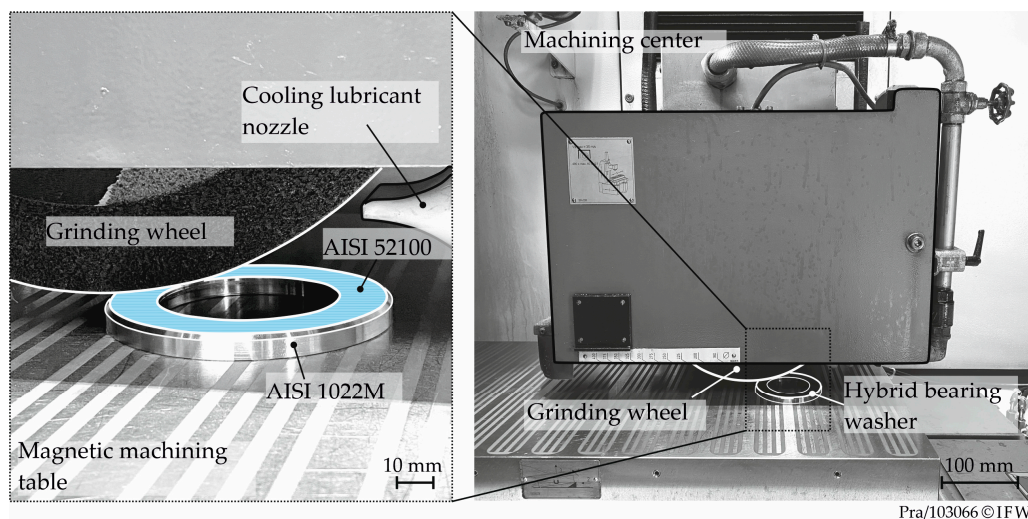 Cooling lubricant
nozzle
Grinding wheel
AISI 52100
AISI 1022M
Magnetic machining
table
10 mm
Machining center
Grinding wheel
Hybrid bearing
washer
100 mm
Pra/103066 © IFW